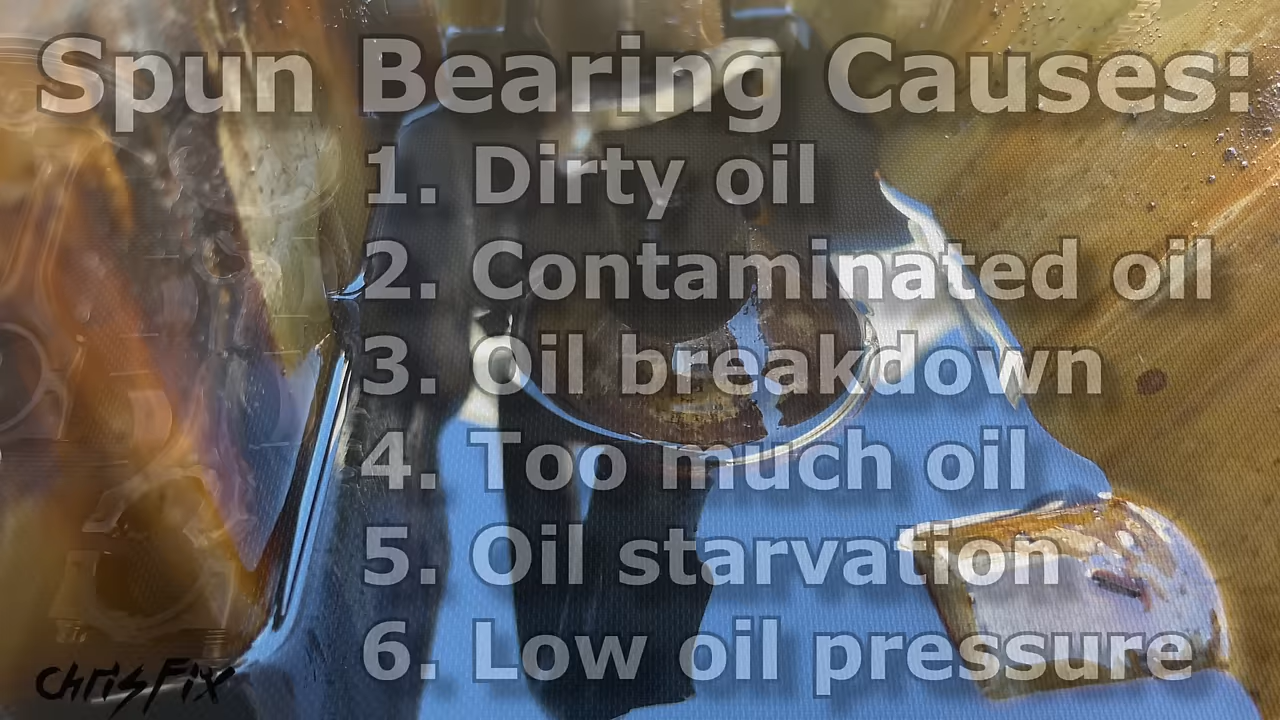 Spun Bearing Causes:
1. Dirty oil
2. Contaminated oil
3. Oil breakdown
4. Too much oil
5. Oil starvation
6. Low oil pressure
ChrisFix